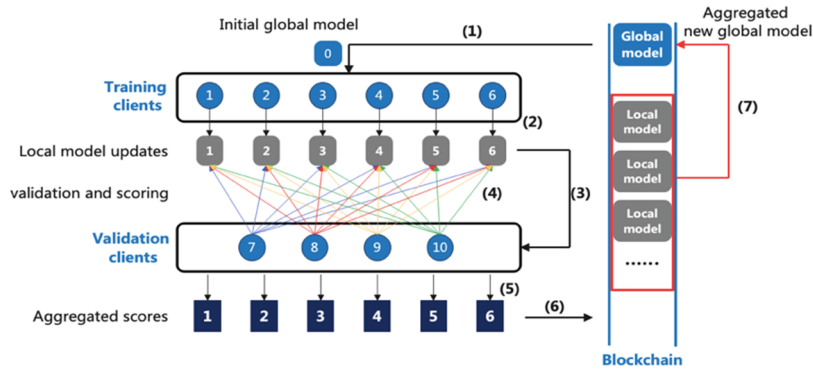 Initial global model
(1)
Aggregated
new global model
0
Global
model
Training
clients
1 2 3 4 5 6
(2)
(7)
Local
model
Local model updates
1 2 3 4 5 6
validation and scoring
(4)
(3)
Local
model
Local
model
......
Validation
clients
7 8 9 10
(5)
Aggregated scores
1 2 3 4 5 6
(6)
Blockchain